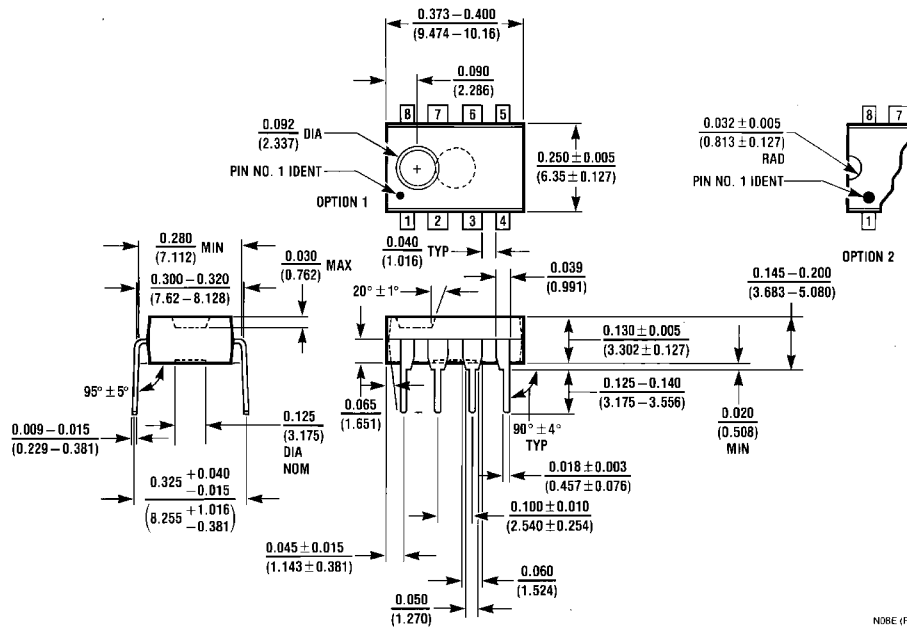 0.373–0.400
(9.474–10.16)
0.090
(2.286)
8 7 6 5
0.092 DIA
(2.337)
PIN NO. 1 IDENT
OPTION 1
1 2 3 4
0.250 ± 0.005
(6.35 ± 0.127)
8 7
0.032 ± 0.005
(0.813 ± 0.127)
RAD
PIN NO. 1 IDENT
1
OPTION 2
0.280 MIN
(7.112)
0.300–0.320
(7.62–8.128)
0.030 MAX
(0.762)
0.040 TYP
(1.016)
0.039
(0.991)
20° ± 1°
0.145–0.200
(3.683–5.080)
0.130 ± 0.005
(3.302 ± 0.127)
0.125–0.140
(3.175–3.556)
0.020
(0.508)
MIN
95° ± 5°
0.009–0.015
(0.229–0.381)
0.125
(3.175)
DIA
NOM
0.065
(1.651)
90° ± 4°
TYP
0.018 ± 0.003
(0.457 ± 0.076)
0.325 +0.040
−0.015
(8.255 +1.016
−0.381)
0.100 ± 0.010
(2.540 ± 0.254)
0.045 ± 0.015
(1.143 ± 0.381)
0.060
(1.524)
0.050
(1.270)
N08E (F